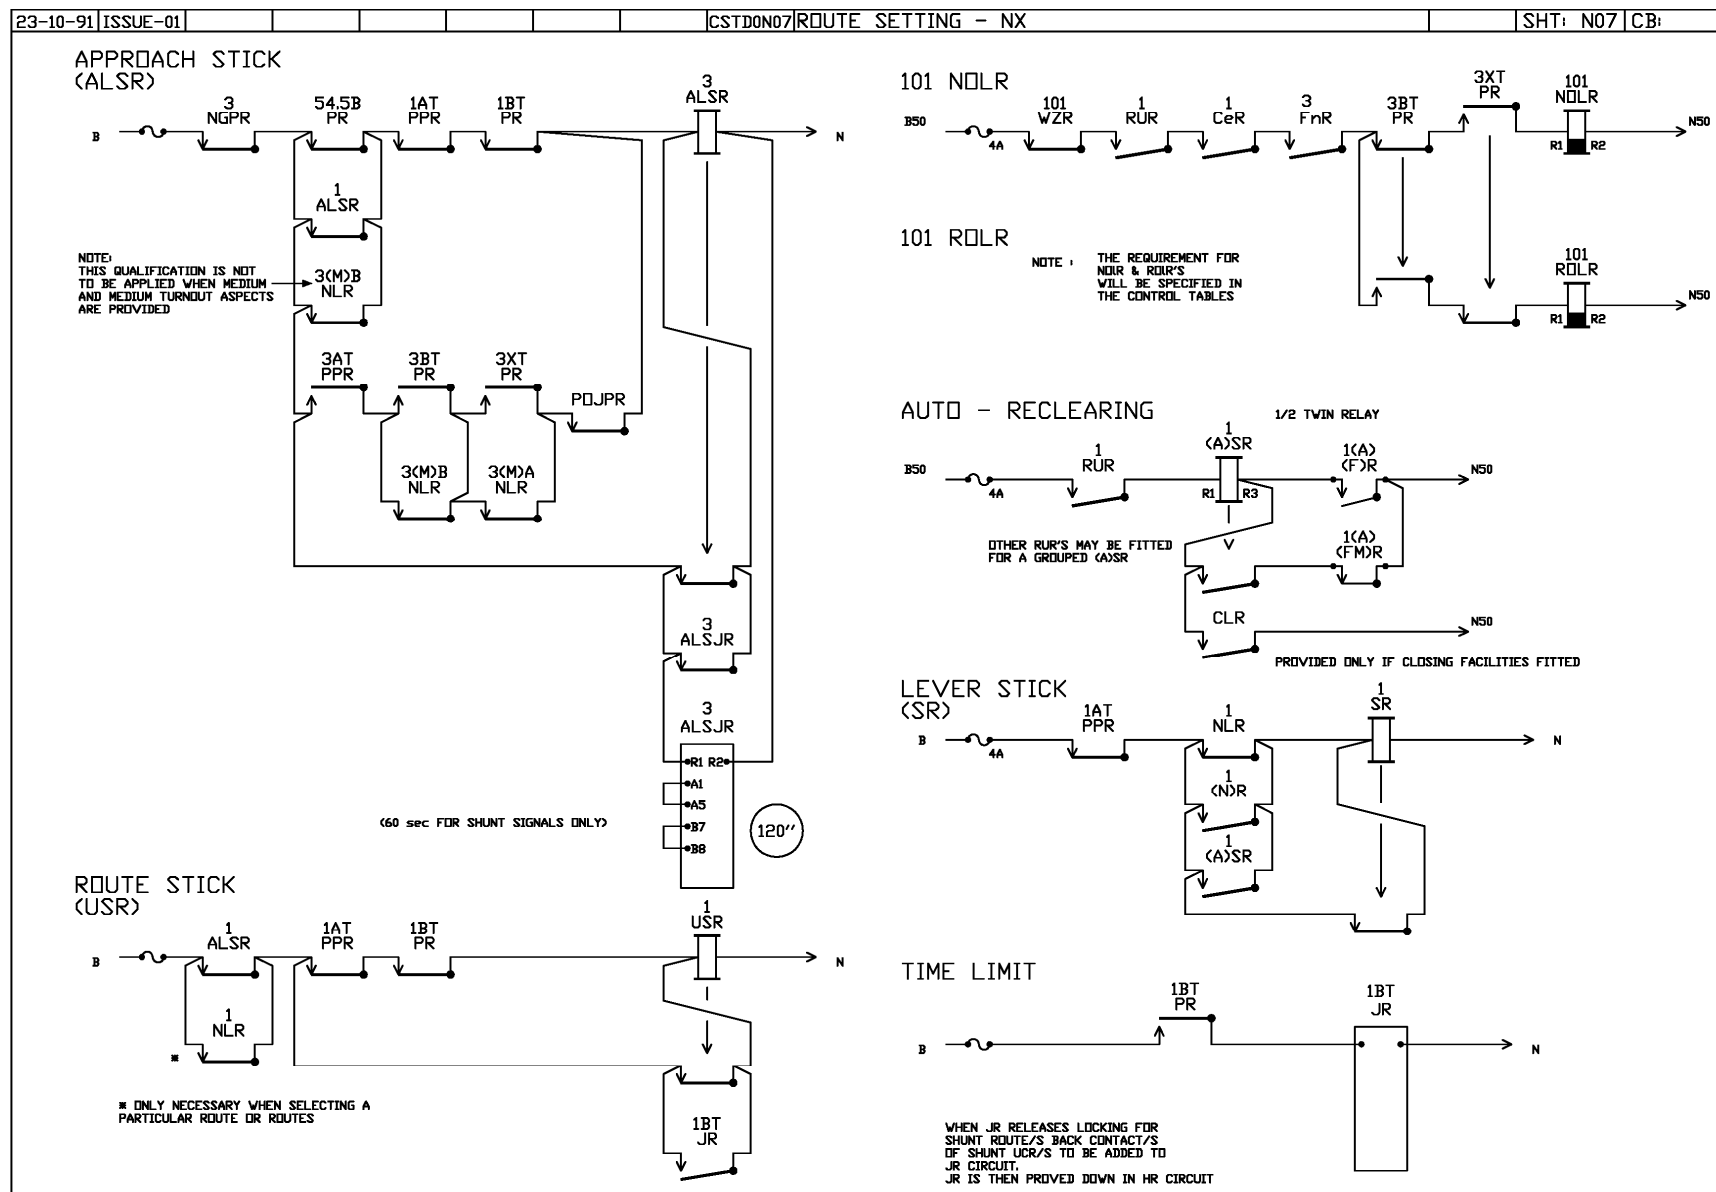 23-10-91 ISSUE-01 CSTD0N07 ROUTE SETTING - NX SHT: N07 CB:
APPROACH STICK
(ALSR)
3
NGPR
54.5B
PR
1AT
PPR
1BT
PR
3
ALSR
B
N
1
ALSR
NOTE:
THIS QUALIFICATION IS NOT
TO BE APPLIED WHEN MEDIUM
AND MEDIUM TURNOUT ASPECTS
ARE PROVIDED
3(M)B
NLR
3AT
PPR
3BT
PR
3XT
PR
POJPR
3(M)B
NLR
3(M)A
NLR
3
ALSJR
3
ALSJR
R1 R2
A1
A5
B7
B8
(60 sec FOR SHUNT SIGNALS ONLY)
120''
ROUTE STICK
(USR)
1
ALSR
1AT
PPR
1BT
PR
1
USR
B
N
1
NLR
*
* ONLY NECESSARY WHEN SELECTING A
PARTICULAR ROUTE OR ROUTES
1BT
JR
101 NOLR
B50
4A
101
WZR
1
RUR
1
CeR
3
FnR
3BT
PR
3XT
PR
101
NOLR
R1 R2
N50
101 ROLR
NOTE :
THE REQUIREMENT FOR
NOlR & ROlR'S
WILL BE SPECIFIED IN
THE CONTROL TABLES
101
ROLR
R1 R2
N50
AUTO - RECLEARING
1/2 TWIN RELAY
B50
4A
1
RUR
1
(A)SR
R1 R3
1(A)
(F)R
N50
OTHER RUR'S MAY BE FITTED
FOR A GROUPED (A)SR
1(A)
(FM)R
CLR
N50
PROVIDED ONLY IF CLOSING FACILITIES FITTED
LEVER STICK
(SR)
B
4A
1AT
PPR
1
NLR
1
SR
N
1
(N)R
1
(A)SR
TIME LIMIT
B
1BT
PR
1BT
JR
N
WHEN JR RELEASES LOCKING FOR
SHUNT ROUTE/S BACK CONTACT/S
OF SHUNT UCR/S TO BE ADDED TO
JR CIRCUIT.
JR IS THEN PROVED DOWN IN HR CIRCUIT